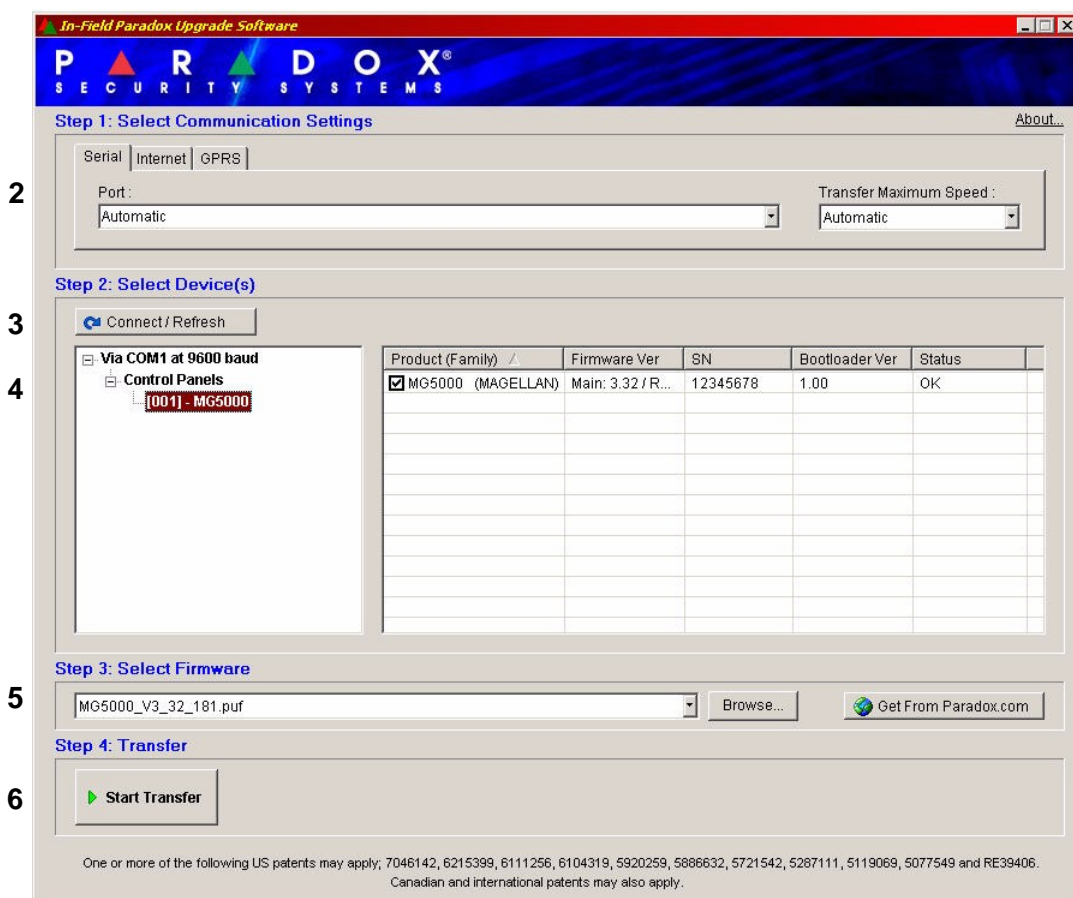 In-Field Paradox Upgrade Software
PARADOX®
SECURITY SYSTEMS
Step 1: Select Communication Settings
About...
Serial Internet GPRS
2
Port :
Transfer Maximum Speed :
Automatic
Automatic
Step 2: Select Device(s)
3
Connect / Refresh
4
Via COM1 at 9600 baud
Control Panels
[001] - MG5000
Product (Family) Firmware Ver SN Bootloader Ver Status
MG5000 (MAGELLAN) Main: 3.32 / R... 12345678 1.00 OK
Step 3: Select Firmware
5
MG5000_V3_32_181.puf
Browse...
Get From Paradox.com
Step 4: Transfer
6
Start Transfer
One or more of the following US patents may apply; 7046142, 6215399, 6111256, 6104319, 5920259, 5886632, 5721542, 5287111, 5119069, 5077549 and RE39406.
Canadian and international patents may also apply.